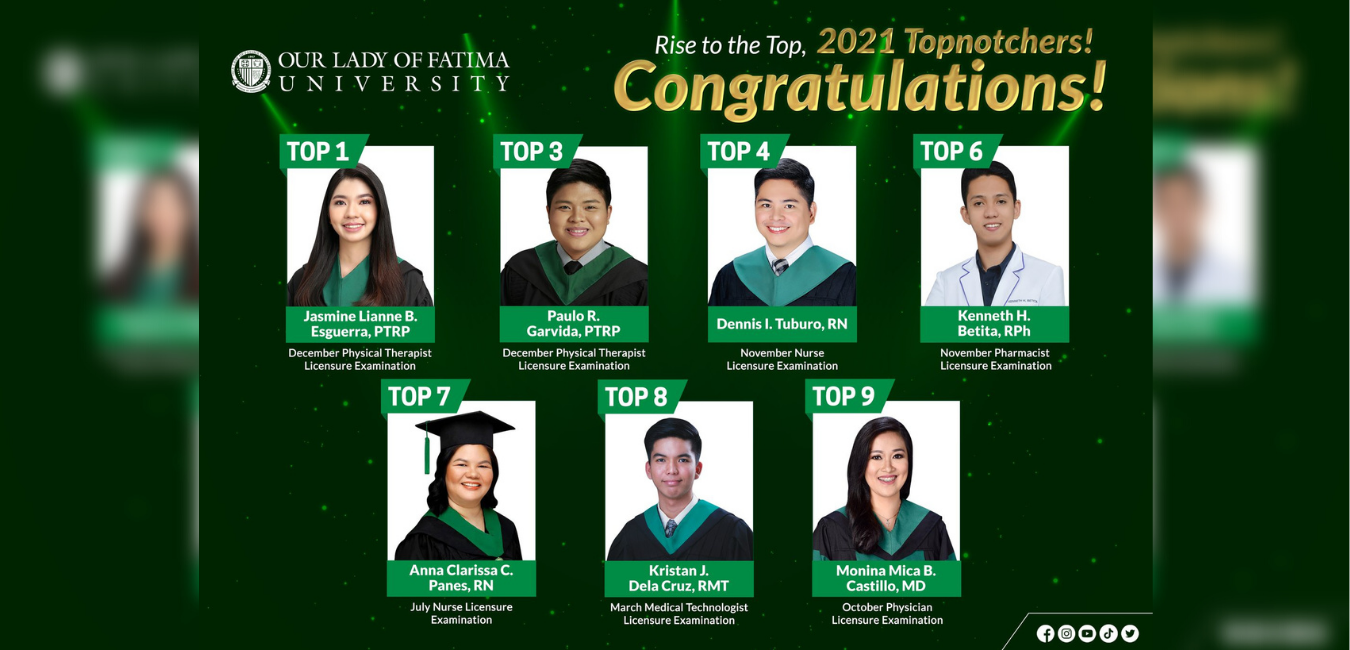 OUR LADY OF FATIMA
UNIVERSITY
Rise to the Top, 2021 Topnotchers!
Congratulations!
TOP 1
Jasmine Lianne B.
Esguerra, PTRP
December Physical Therapist
Licensure Examination
TOP 3
Paulo R.
Garvida, PTRP
December Physical Therapist
Licensure Examination
TOP 4
Dennis I. Tuburo, RN
November Nurse
Licensure Examination
TOP 6
Kenneth H.
Betita, RPh
November Pharmacist
Licensure Examination
TOP 7
Anna Clarissa C.
Panes, RN
July Nurse Licensure
Examination
TOP 8
Kristan J.
Dela Cruz, RMT
March Medical Technologist
Licensure Examination
TOP 9
Monina Mica B.
Castillo, MD
October Physician
Licensure Examination